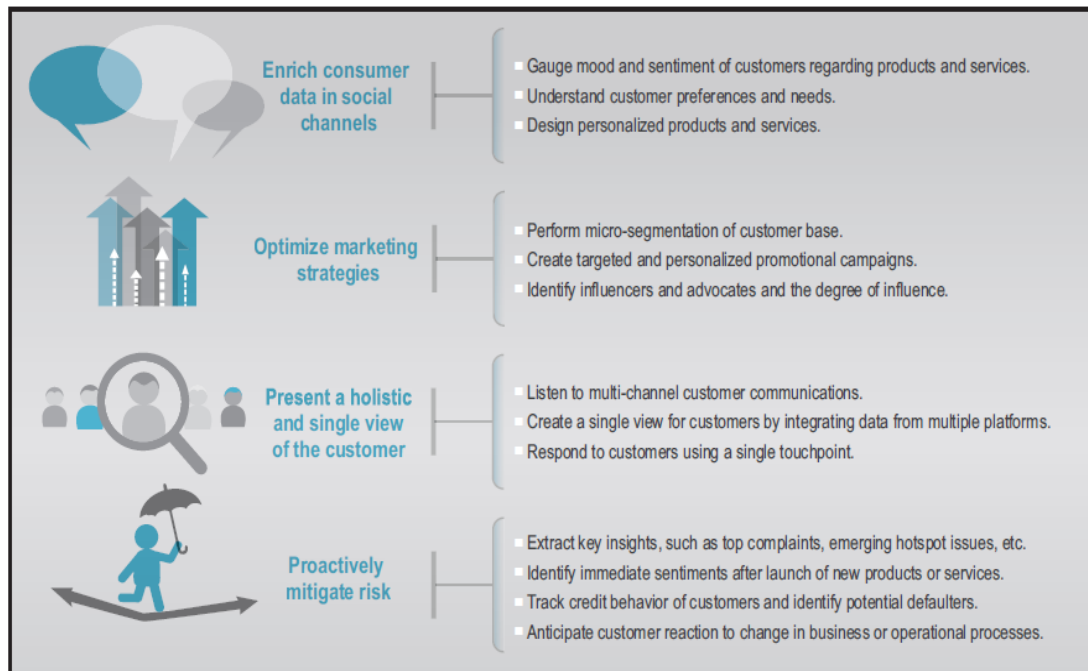 Enrich consumer
data in social
channels
Gauge mood and sentiment of customers regarding products and services.
Understand customer preferences and needs.
Design personalized products and services.
Optimize marketing
strategies
Perform micro-segmentation of customer base.
Create targeted and personalized promotional campaigns.
Identify influencers and advocates and the degree of influence.
Present a holistic
and single view
of the customer
Listen to multi-channel customer communications.
Create a single view for customers by integrating data from multiple platforms.
Respond to customers using a single touchpoint.
Proactively
mitigate risk
Extract key insights, such as top complaints, emerging hotspot issues, etc.
Identify immediate sentiments after launch of new products or services.
Track credit behavior of customers and identify potential defaulters.
Anticipate customer reaction to change in business or operational processes.